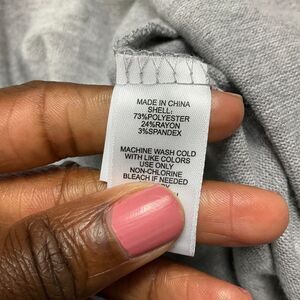 MADE IN CHINA
SHELL:
73%POLYESTER
24%RAYON
3%SPANDEX
MACHINE WASH COLD
WITH LIKE COLORS
USE ONLY
NON-CHLORINE
BLEACH IF NEEDED